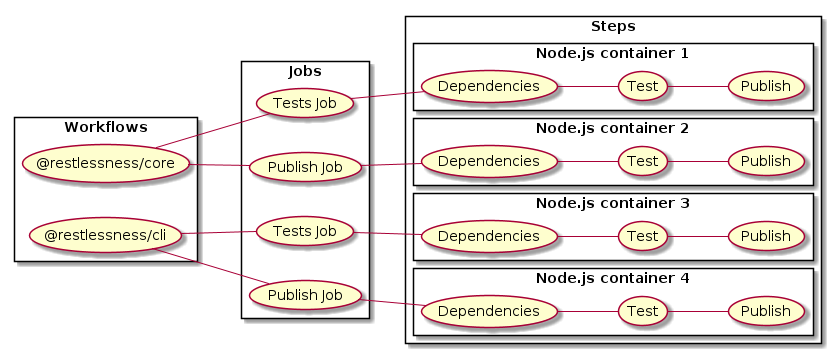 Workflows
@restlessness/core
@restlessness/cli
Jobs
Tests Job
Publish Job
Tests Job
Publish Job
Steps
Node.js container 1
Dependencies
Test
Publish
Node.js container 2
Dependencies
Test
Publish
Node.js container 3
Dependencies
Test
Publish
Node.js container 4
Dependencies
Test
Publish